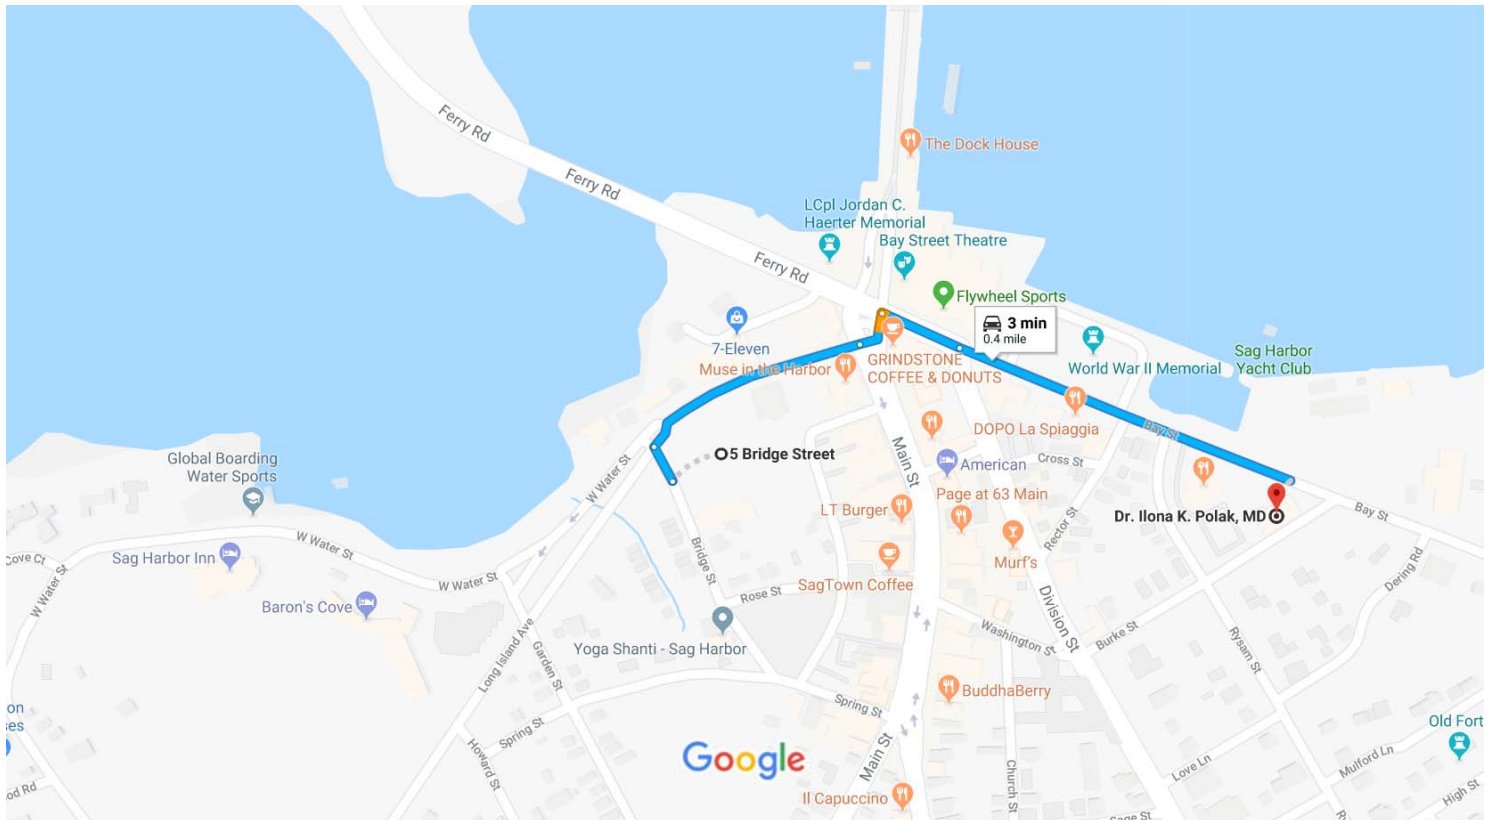 Ferry Rd
Ferry Rd
The Dock House
LCpl Jordan C.
Haerter Memorial
Bay Street Theatre
Ferry Rd
Flywheel Sports
3 min
0.4 mile
7-Eleven
Muse in the Harbor
GRINDSTONE
COFFEE & DONUTS
World War II Memorial
Sag Harbor
Yacht Club
DOPO La Spiaggia
Bay St
Global Boarding
Water Sports
W Water St
5 Bridge Street
Main St
American
Cross St
Page at 63 Main
LT Burger
Dr. Ilona K. Polak, MD
Bay St
Cove Ct
W Water St
Sag Harbor Inn
W Water St
W Water St
Bridge St
Rector St
Murf's
SagTown Coffee
Dering Rd
Baron's Cove
Rose St
Division St
Yoga Shanti - Sag Harbor
Long Island Ave
Garden St
Washington St
Burke St
Rysam St
BuddhaBerry
Spring St
Spring St
on
ses
Howard St
Google
Main St
Old Fort
Church St
Love Ln
Mulford Ln
High St
Il Capuccino
od Rd
Sage St